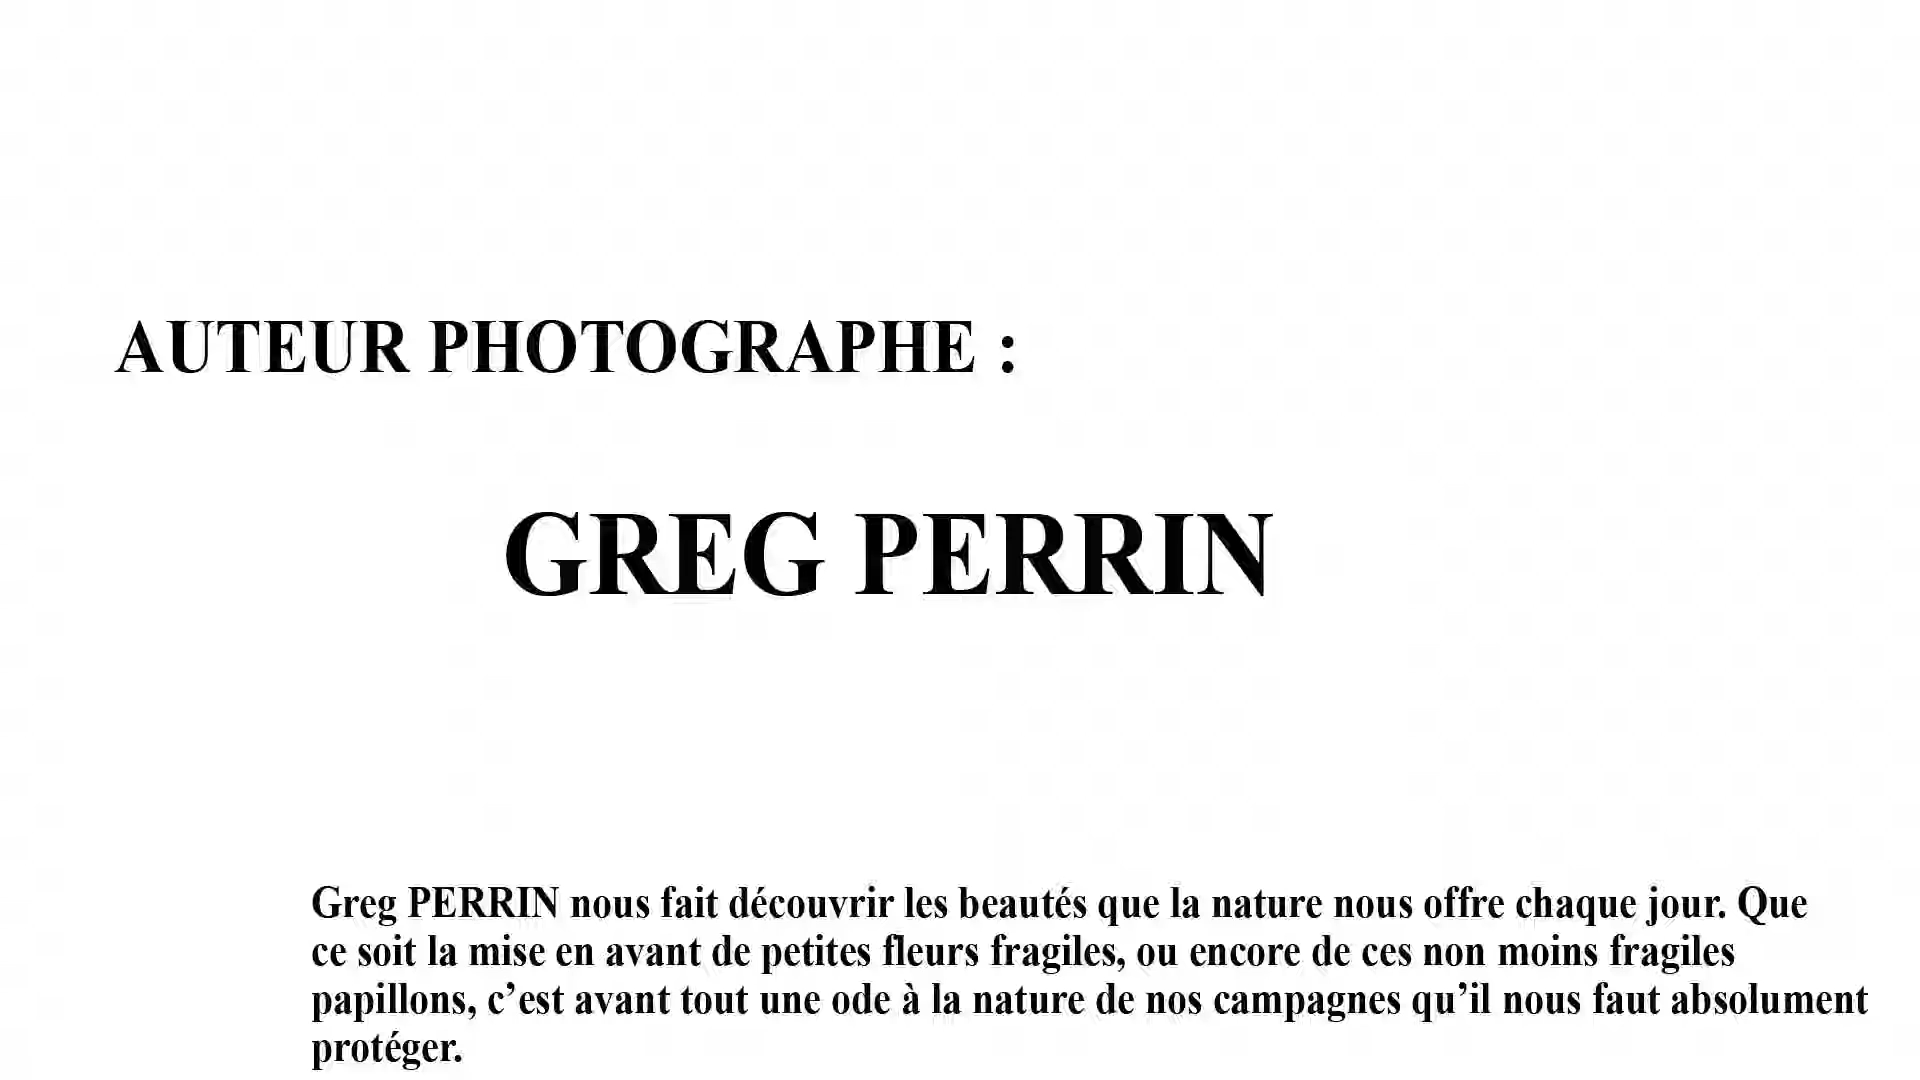 AUTEUR PHOTOGRAPHE :
GREG PERRIN
Greg PERRIN nous fait découvrir les beautés que la nature nous offre chaque jour. Que
ce soit la mise en avant de petites fleurs fragiles, ou encore de ces non moins fragiles
papillons, c’est avant tout une ode à la nature de nos campagnes qu’il nous faut absolument
protéger.